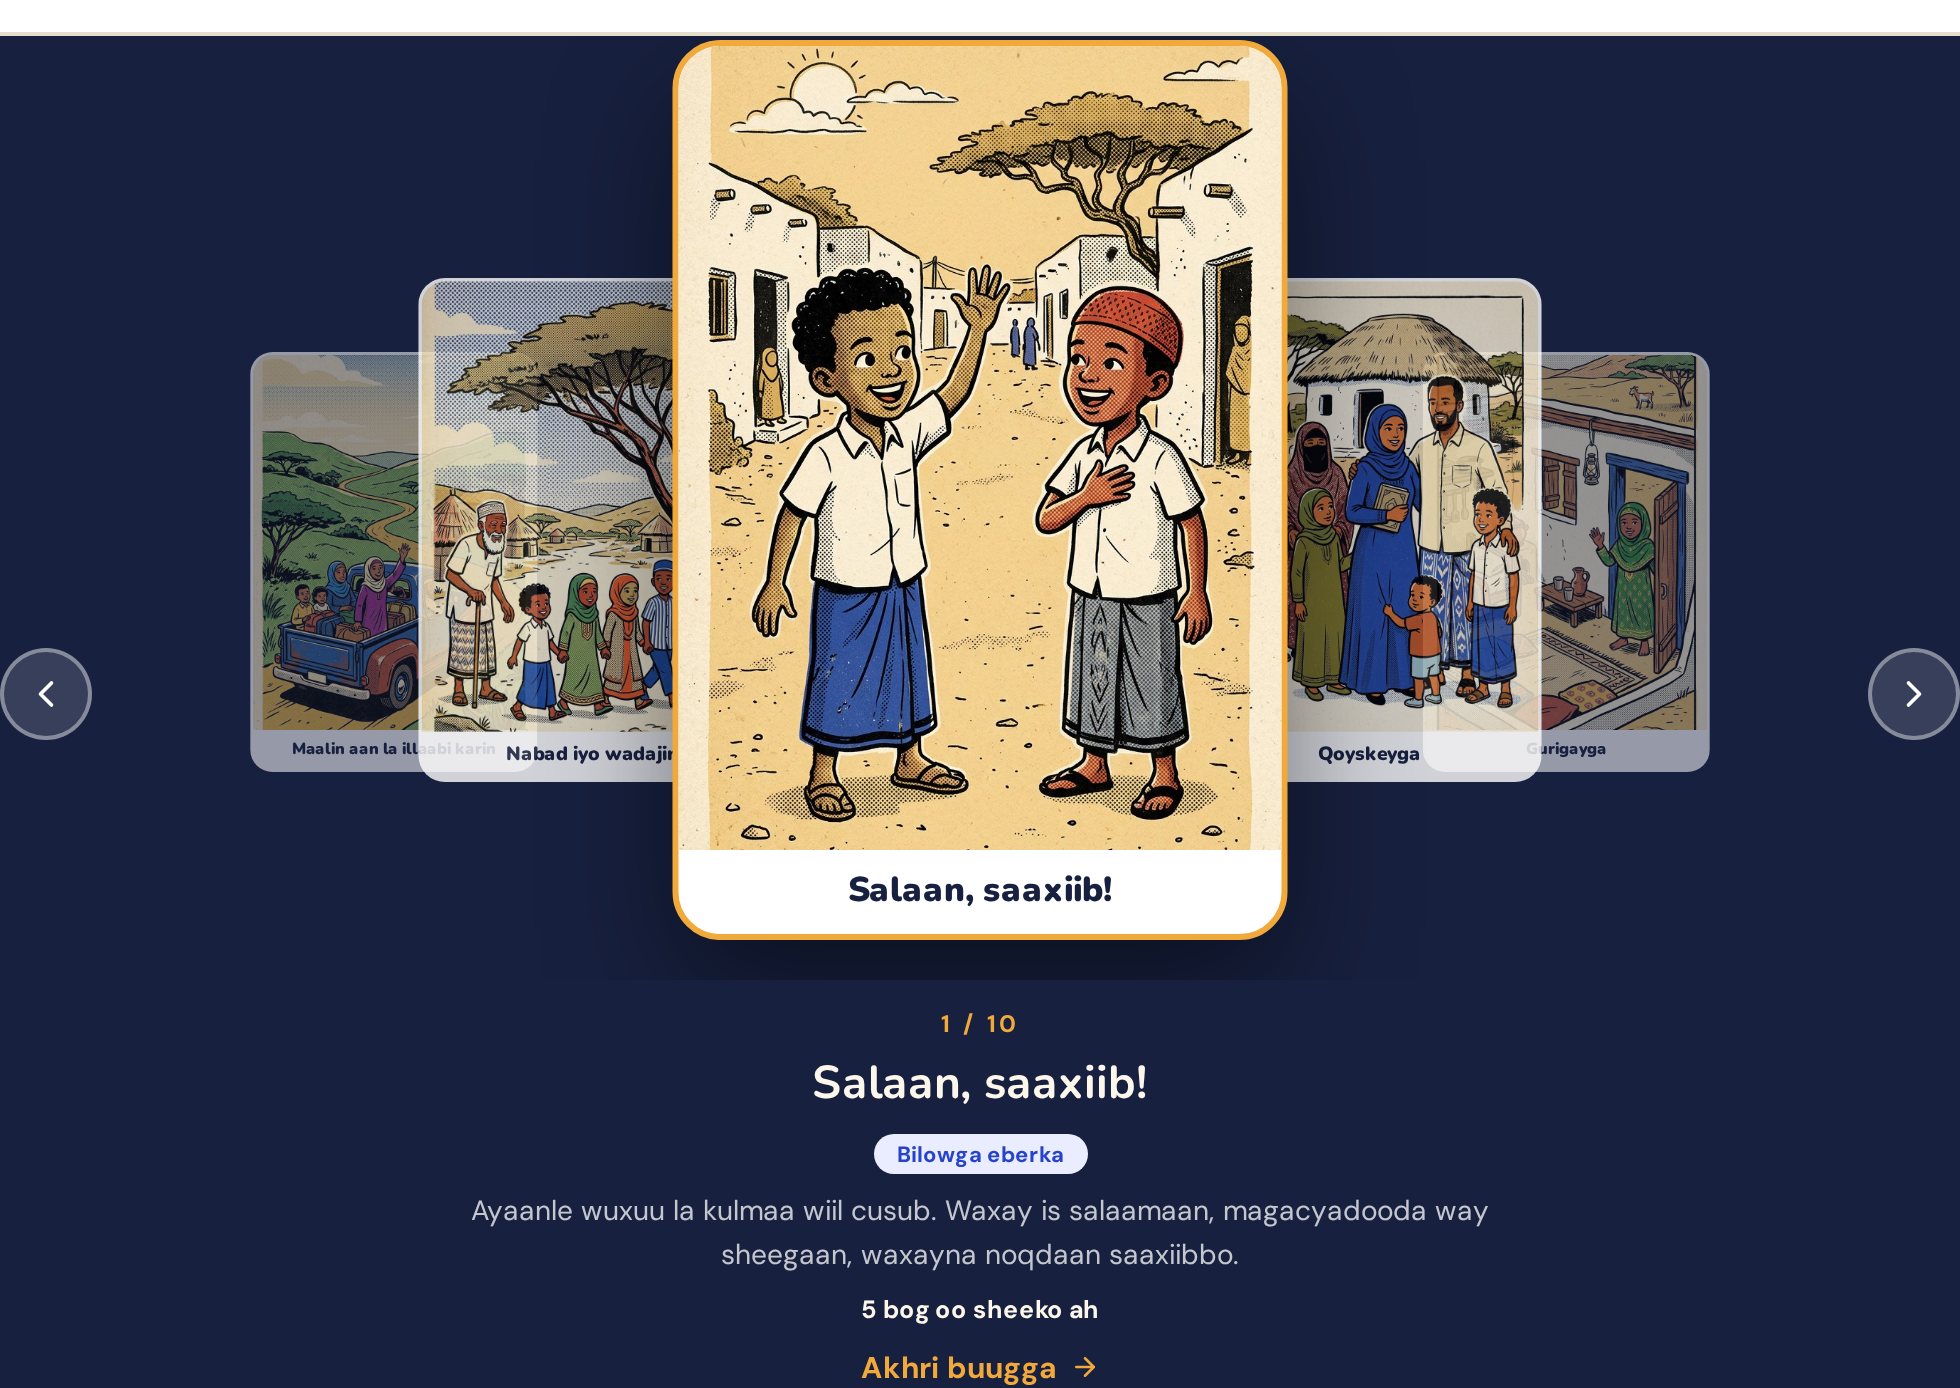 Maalin aan la illaabi karin
Nabad iyo wadajir
Salaan, saaxiib!
Qoyskeyga
Gurigayga
1 / 10
Salaan, saaxiib!
Bilowga eberka
Ayaanle wuxuu la kulmaa wiil cusub. Waxay is salaamaan, magacyadooda way
sheegaan, waxayna noqdaan saaxiibbo.
5 bog oo sheeko ah
Akhri buugga →